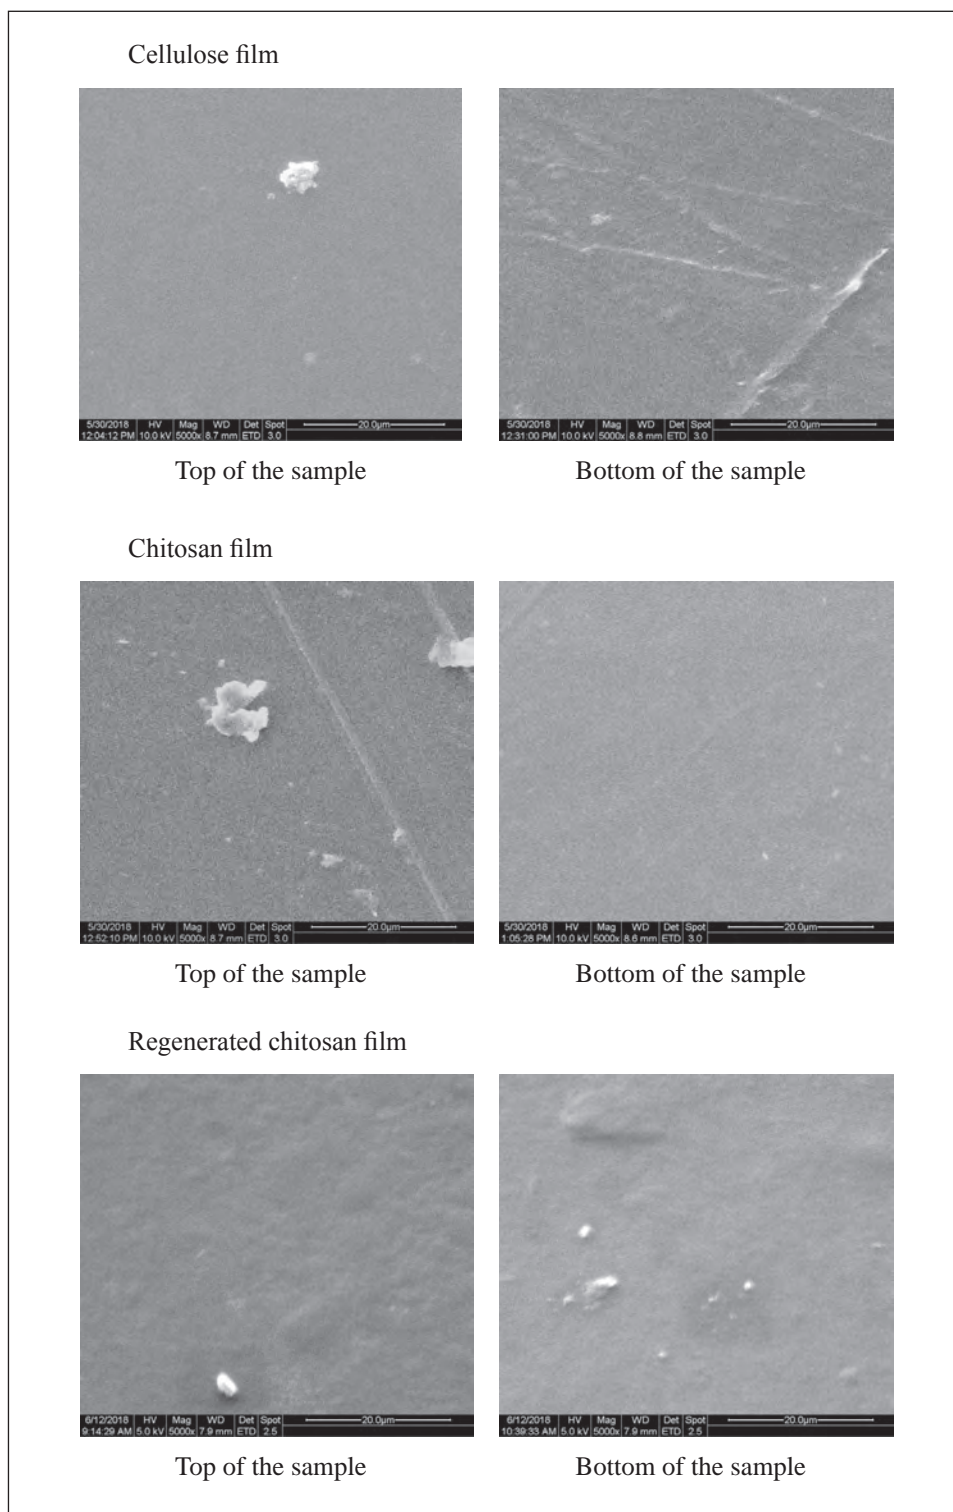 Cellulose film
5/30/2018 HV Mag WD Det Spot 20.0µm
12:04:12 PM 10.0 kV 5000x 8.7 mm ETD 3.0
5/30/2018 HV Mag WD Det Spot 20.0µm
12:31:00 PM 10.0 kV 5000x 8.8 mm ETD 3.0
Top of the sample
Bottom of the sample
Chitosan film
5/30/2018 HV Mag WD Det Spot 20.0µm
12:52:10 PM 10.0 kV 5000x 8.7 mm ETD 3.0
5/30/2018 HV Mag WD Det Spot 20.0µm
1:05:28 PM 10.0 kV 5000x 8.6 mm ETD 3.0
Top of the sample
Bottom of the sample
Regenerated chitosan film
6/12/2018 HV Mag WD Det Spot 20.0µm
9:14:29 AM 5.0 kV 5000x 7.9 mm ETD 2.5
6/12/2018 HV Mag WD Det Spot 20.0µm
10:39:33 AM 5.0 kV 5000x 7.9 mm ETD 2.5
Top of the sample
Bottom of the sample